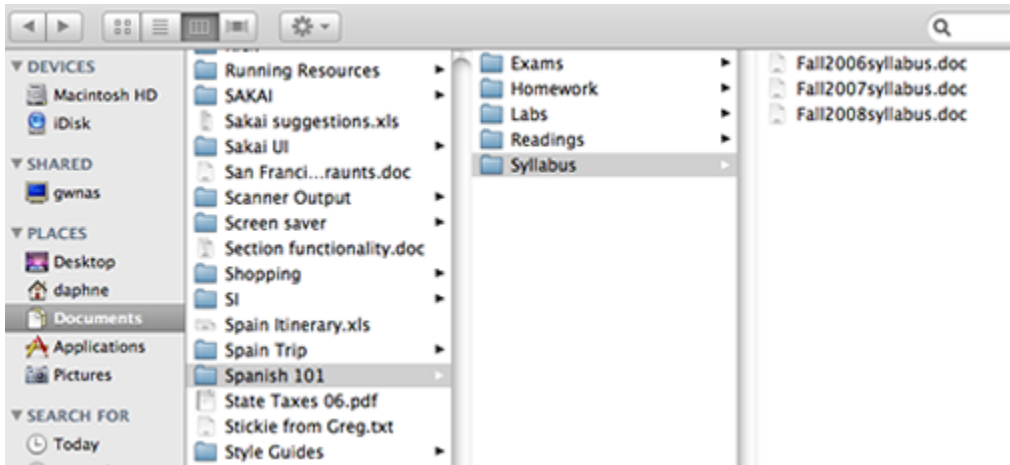 DEVICES
Macintosh HD
iDisk
SHARED
gwnas
PLACES
Desktop
daphne
Documents
Applications
Pictures
SEARCH FOR
Today
Running Resources
SAKAI
Sakai suggestions.xls
Sakai UI
San Franci...raunts.doc
Scanner Output
Screen saver
Section functionality.doc
Shopping
SI
Spain Itinerary.xls
Spain Trip
Spanish 101
State Taxes 06.pdf
Stickie from Greg.txt
Style Guides
Exams
Homework
Labs
Readings
Syllabus
Fall2006syllabus.doc
Fall2007syllabus.doc
Fall2008syllabus.doc